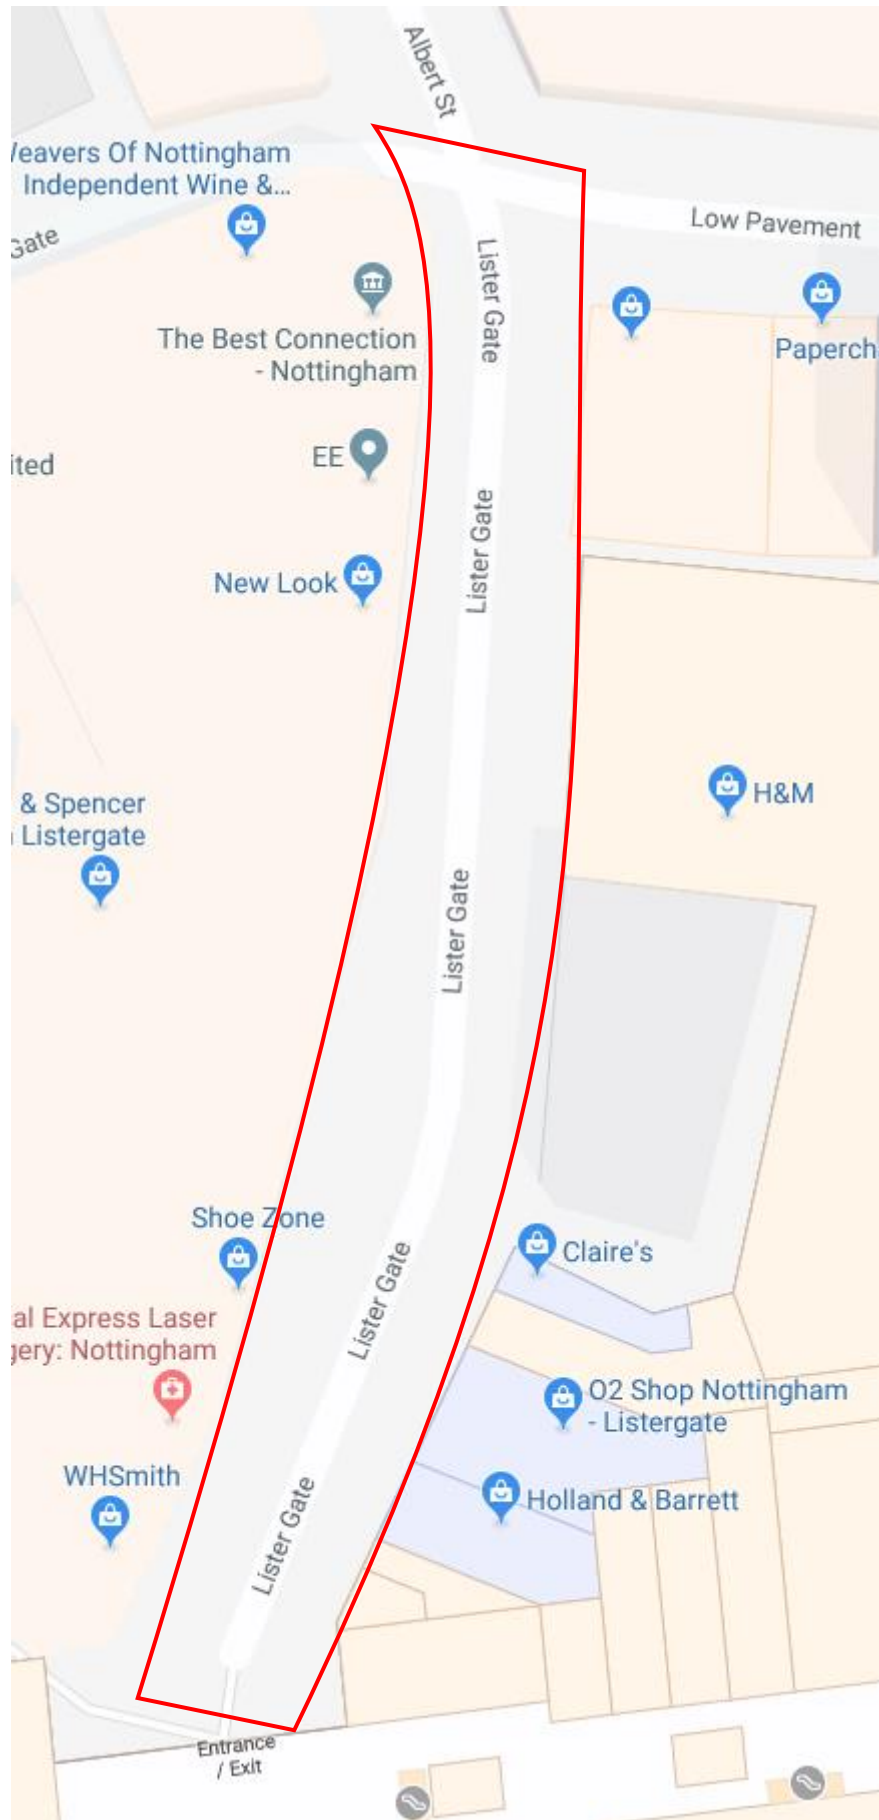 Albert St
Weavers Of Nottingham
Independent Wine &...
Gate
Low Pavement
Lister Gate
The Best Connection
- Nottingham
Paperch
EE
ited
Lister Gate
New Look
H&M
& Spencer
Listergate
Lister Gate
Shoe Zone
Claire's
Lister Gate
al Express Laser
gery: Nottingham
O2 Shop Nottingham
- Listergate
WHSmith
Holland & Barrett
Lister Gate
Entrance
/ Exit